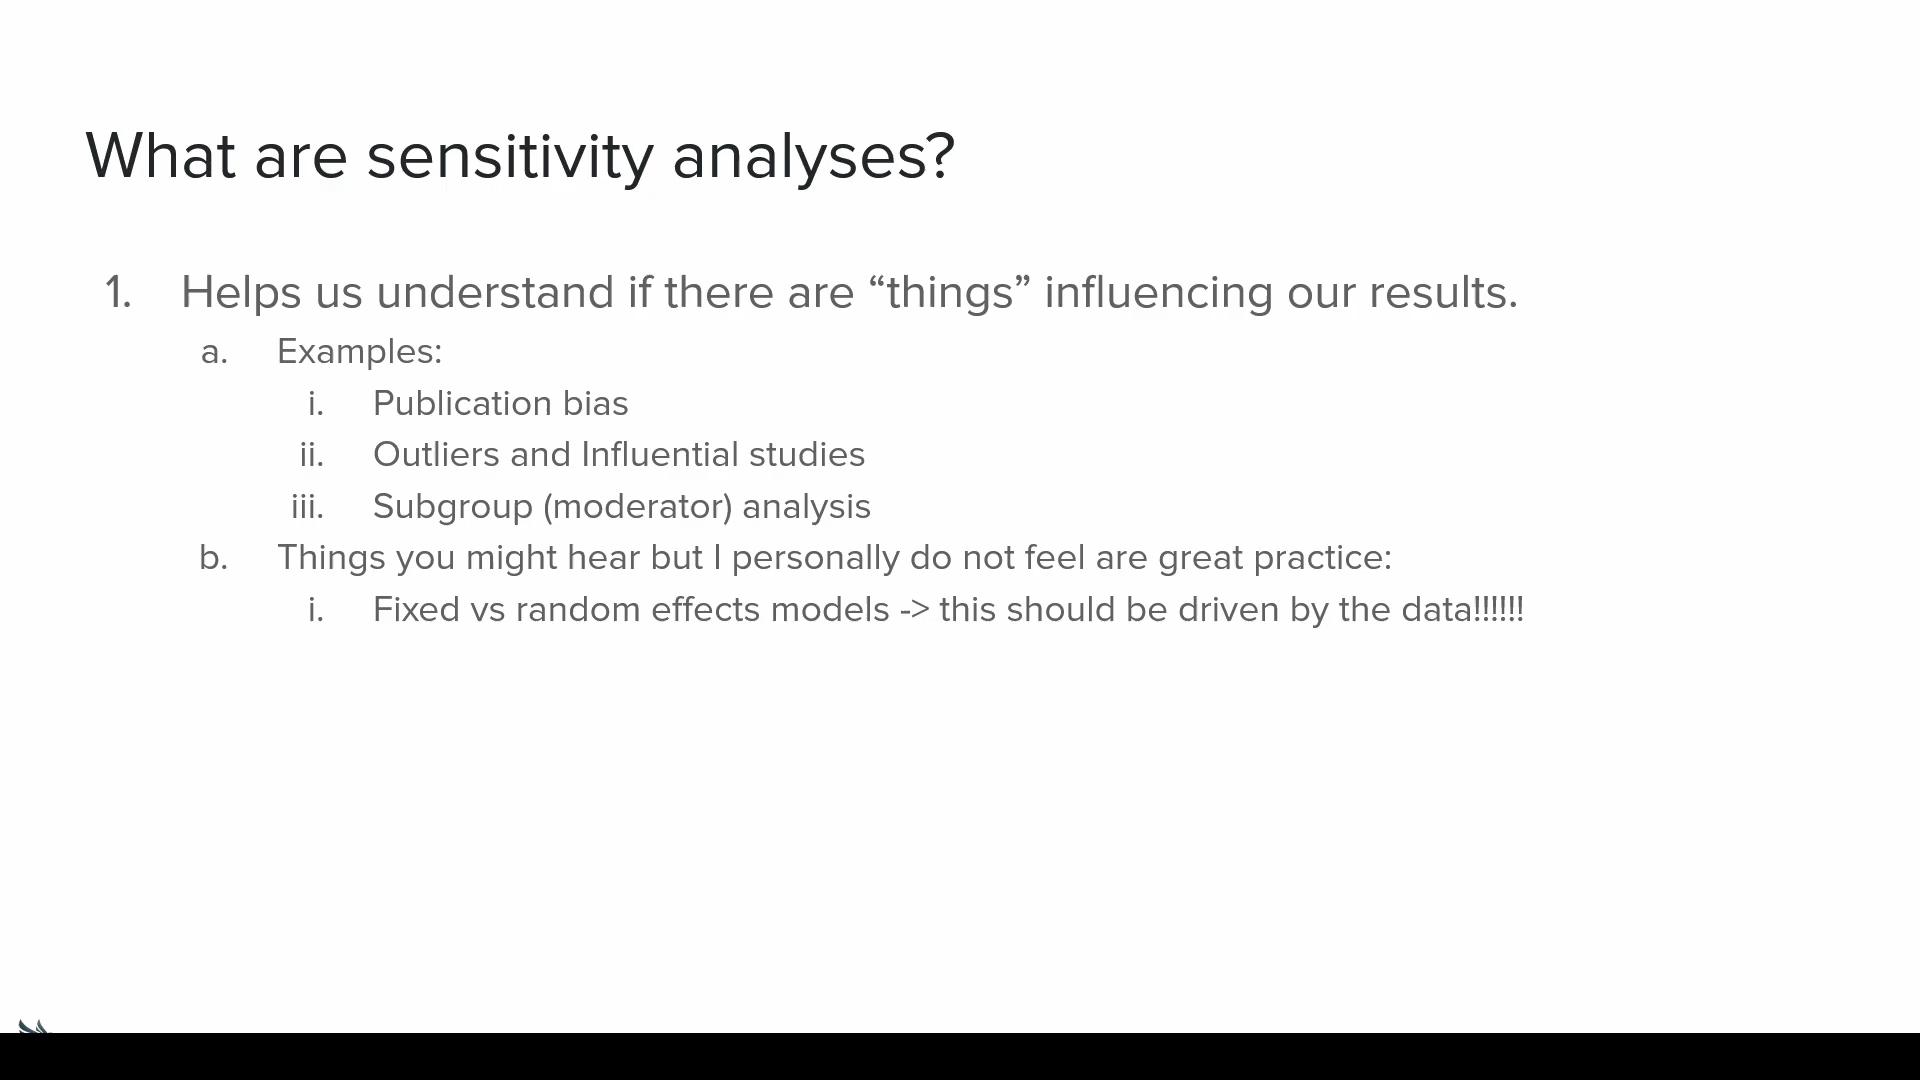 What are sensitivity analyses?
1. Helps us understand if there are “things” influencing our results.
a. Examples:
i. Publication bias
ii. Outliers and Influential studies
iii. Subgroup (moderator) analysis
b. Things you might hear but I personally do not feel are great practice:
i. Fixed vs random effects models -> this should be driven by the data!!!!!!